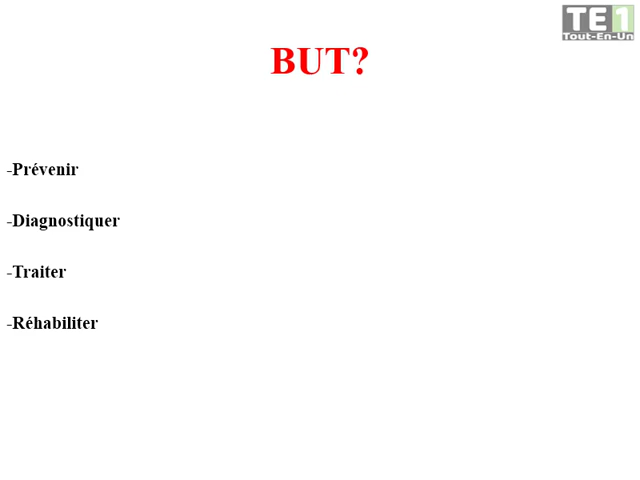 TE1
Tout-En-Un
BUT?
-Prévenir
-Diagnostiquer
-Traiter
-Réhabiliter